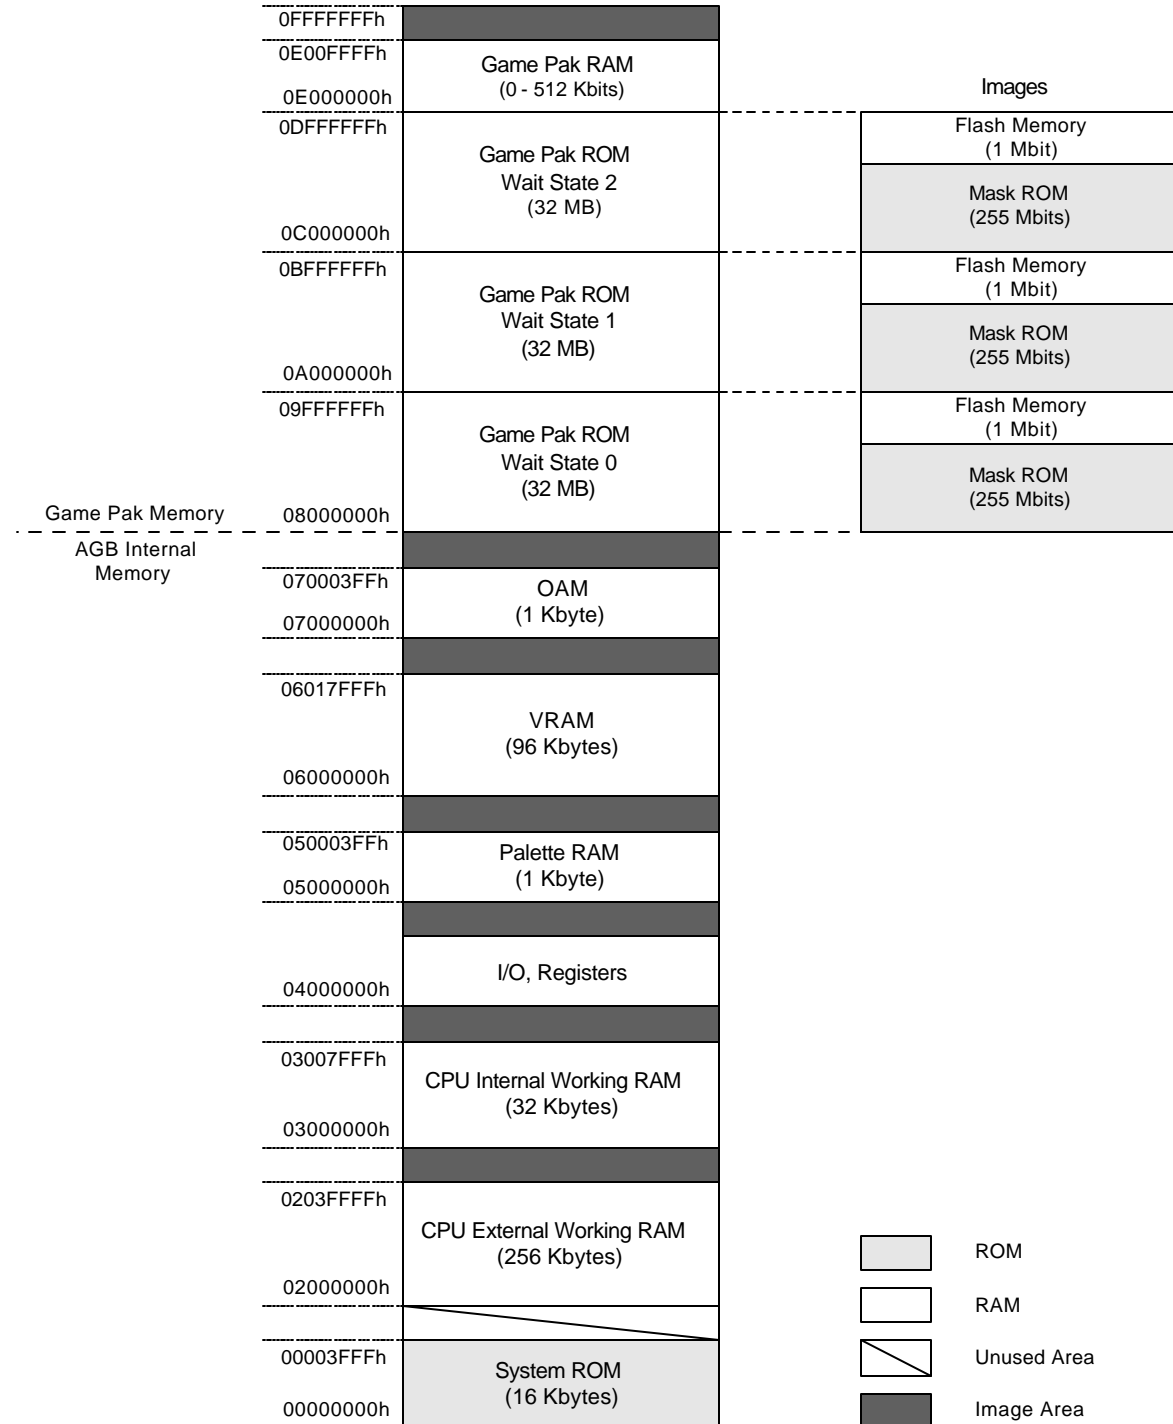 0FFFFFFFh
0E00FFFFh
Game Pak RAM
(0 - 512 Kbits)
0E000000h
Images
0DFFFFFFh
Game Pak ROM
Wait State 2
(32 MB)
0C000000h
Flash Memory
(1 Mbit)
Mask ROM
(255 Mbits)
0BFFFFFFh
Game Pak ROM
Wait State 1
(32 MB)
0A000000h
Flash Memory
(1 Mbit)
Mask ROM
(255 Mbits)
09FFFFFFh
Game Pak ROM
Wait State 0
(32 MB)
08000000h
Flash Memory
(1 Mbit)
Mask ROM
(255 Mbits)
Game Pak Memory
AGB Internal
Memory
070003FFh
OAM
(1 Kbyte)
07000000h
06017FFFh
VRAM
(96 Kbytes)
06000000h
050003FFh
Palette RAM
(1 Kbyte)
05000000h
I/O, Registers
04000000h
03007FFFh
CPU Internal Working RAM
(32 Kbytes)
03000000h
0203FFFFh
CPU External Working RAM
(256 Kbytes)
02000000h
00003FFFh
System ROM
(16 Kbytes)
00000000h
ROM
RAM
Unused Area
Image Area